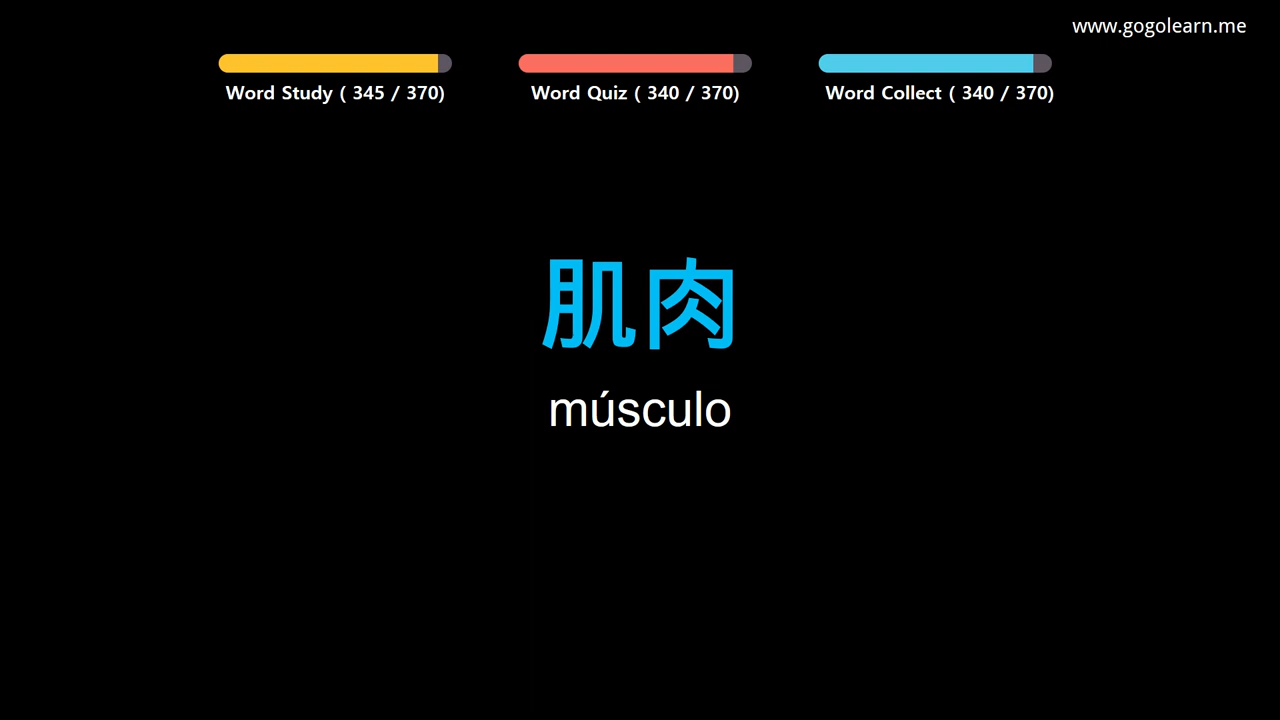 www.gogolearn.me
Word Study ( 345 / 370)
Word Quiz ( 340 / 370)
Word Collect ( 340 / 370)
肌肉
músculo